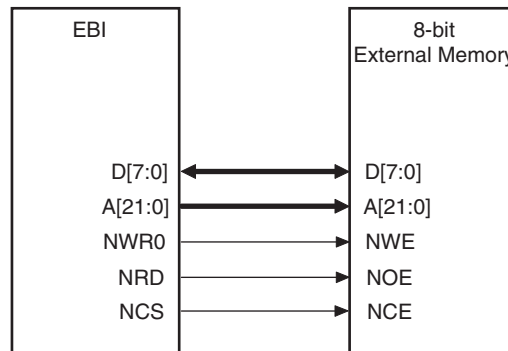 EBI
8-bit
External Memory
D[7:0]
D[7:0]
A[21:0]
A[21:0]
NWR0
NWE
NRD
NOE
NCS
NCE